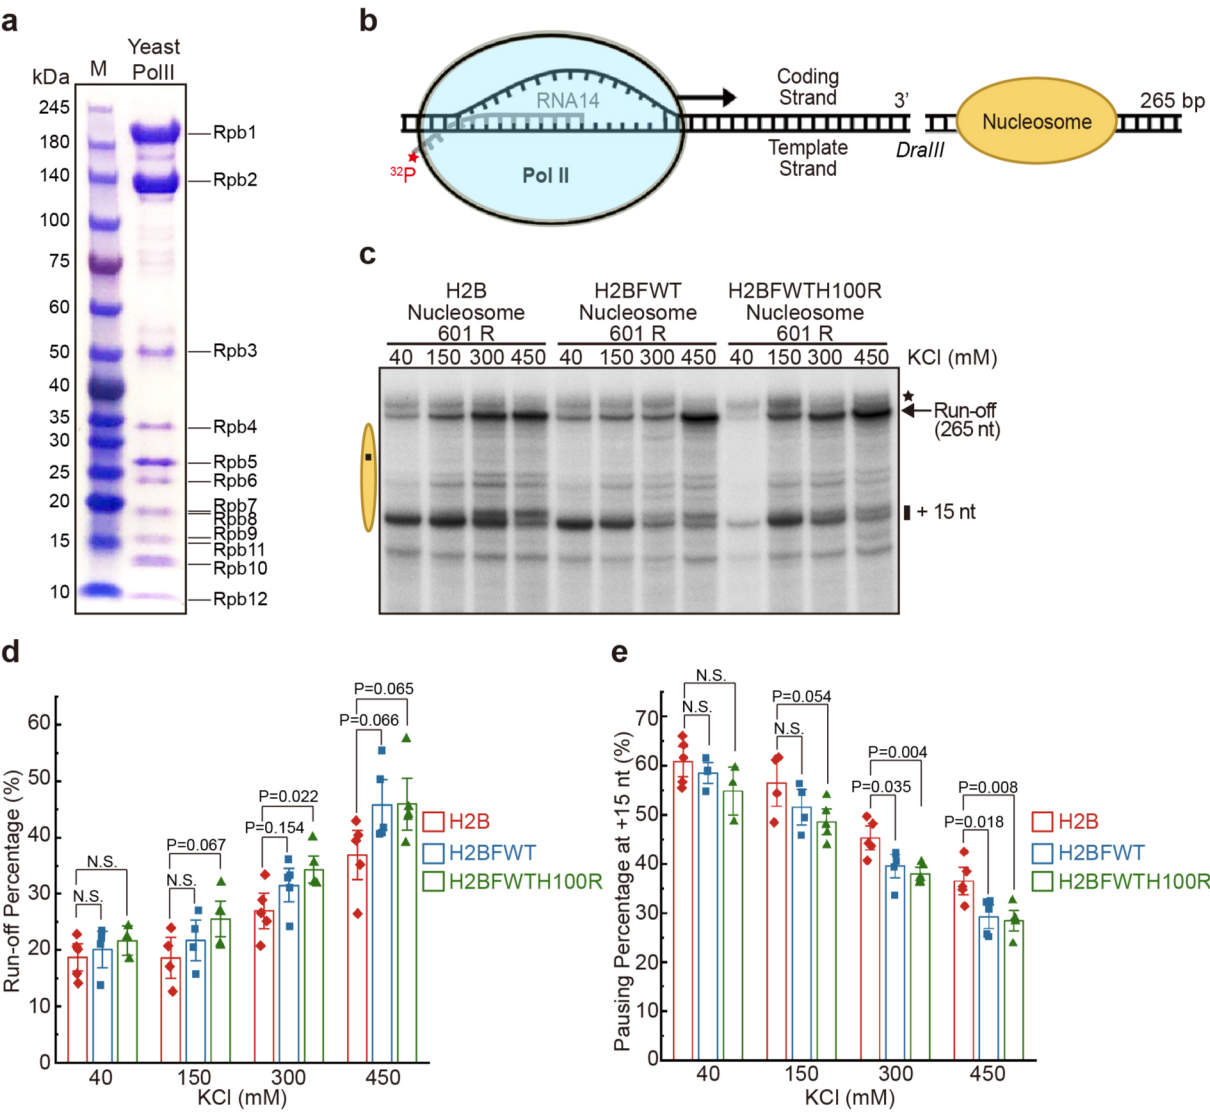 a
Yeast
M PolII
kDa
245
180
140
100
75
60
50
40
35
30
25
20
15
10
Rpb1
Rpb2
Rpb3
Rpb4
Rpb5
Rpb6
Rpb7
Rpb8
Rpb9
Rpb11
Rpb10
Rpb12
b
RNA14
Pol II
32P
Coding
Strand
3’
Template
Strand
DraIII
Nucleosome
265 bp
c
H2B
Nucleosome
601 R
H2BFWT
Nucleosome
601 R
H2BFWTH100R
Nucleosome
601 R
40 150 300 450 40 150 300 450 40 150 300 450 KCl (mM)
★
Run-off
(265 nt)
+ 15 nt
d
Run-off Percentage (%)
60
50
40
30
20
10
0
N.S.
N.S.
P=0.067
N.S.
P=0.022
P=0.154
P=0.065
P=0.066
H2B
H2BFWT
H2BFWTH100R
40 150 300 450
KCl (mM)
e
Pausing Percentage at +15 nt (%)
70
60
50
40
30
20
10
0
N.S.
N.S.
P=0.054
N.S.
P=0.004
P=0.035
P=0.008
P=0.018
H2B
H2BFWT
H2BFWTH100R
40 150 300 450
KCl (mM)